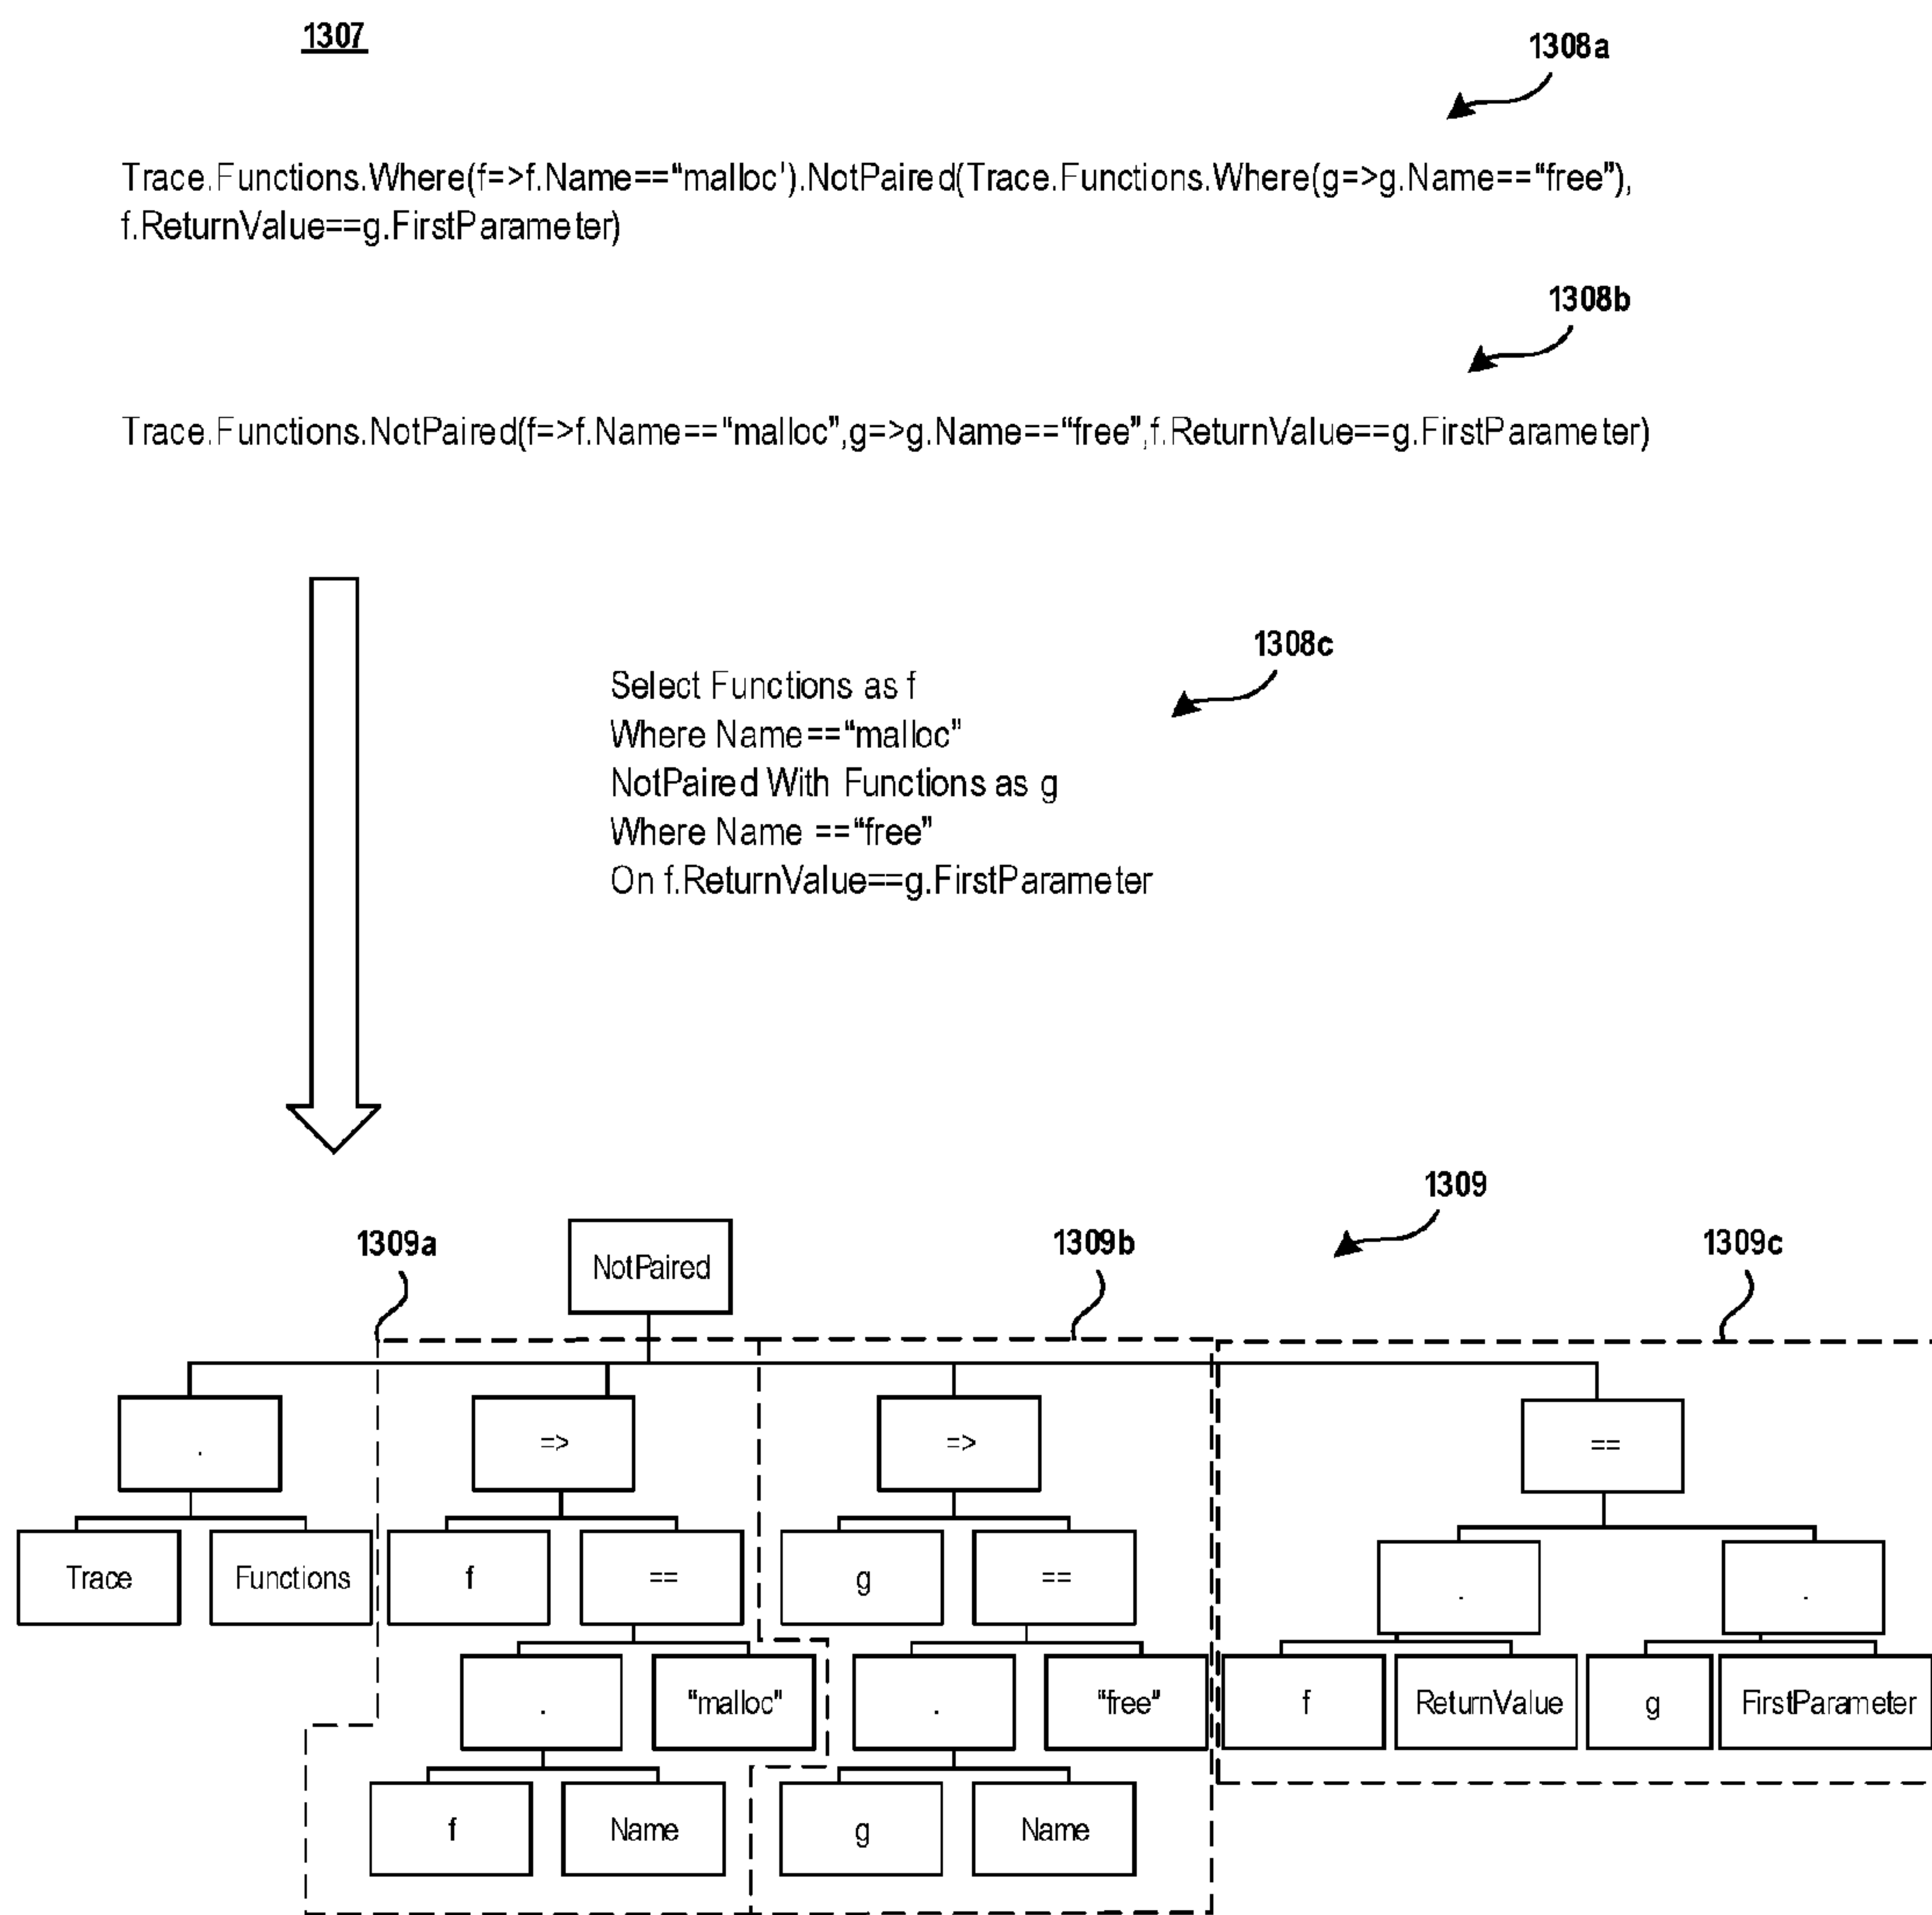 1307
1308a
Trace.Functions.Where(f=>f.Name==“malloc').NotPaired(Trace.Functions.Where(g=>g.Name==“free”),
f.ReturnValue==g.FirstParameter)
1308b
Trace.Functions.NotPaired(f=>f.Name==“malloc”,g=>g.Name==“free”,f.ReturnValue==g.FirstParameter)
1308c
Select Functions as f
Where Name==“malloc”
NotPaired With Functions as g
Where Name ==“free”
On f.ReturnValue==g.FirstParameter
1309
1309a
NotPaired
1309b
1309c
. => => ==
Trace Functions f == g == . .
. “malloc” . “free” f ReturnValue g FirstParameter
f Name g Name